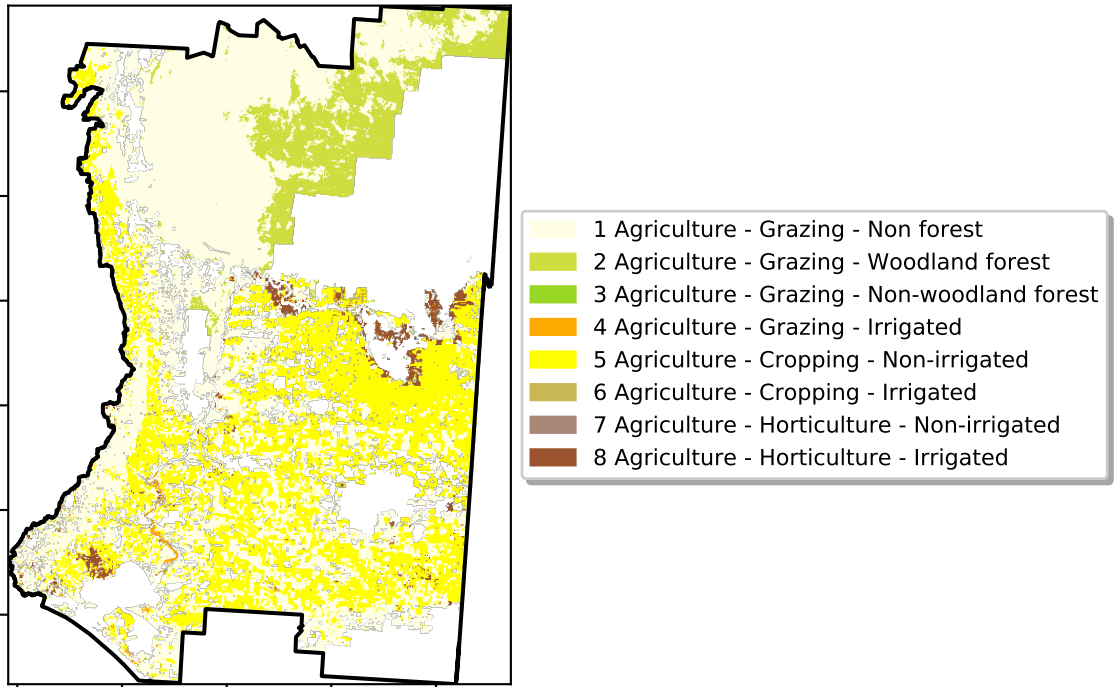 1 Agriculture - Grazing - Non forest
2 Agriculture - Grazing - Woodland forest
3 Agriculture - Grazing - Non-woodland forest
4 Agriculture - Grazing - Irrigated
5 Agriculture - Cropping - Non-irrigated
6 Agriculture - Cropping - Irrigated
7 Agriculture - Horticulture - Non-irrigated
8 Agriculture - Horticulture - Irrigated